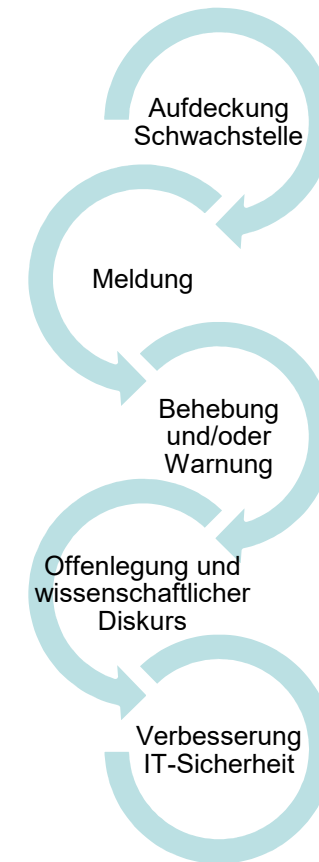 Aufdeckung
Schwachstelle
Meldung
Behebung
und/oder
Warnung
Offenlegung und
wissenschaftlicher
Diskurs
Verbesserung
IT-Sicherheit